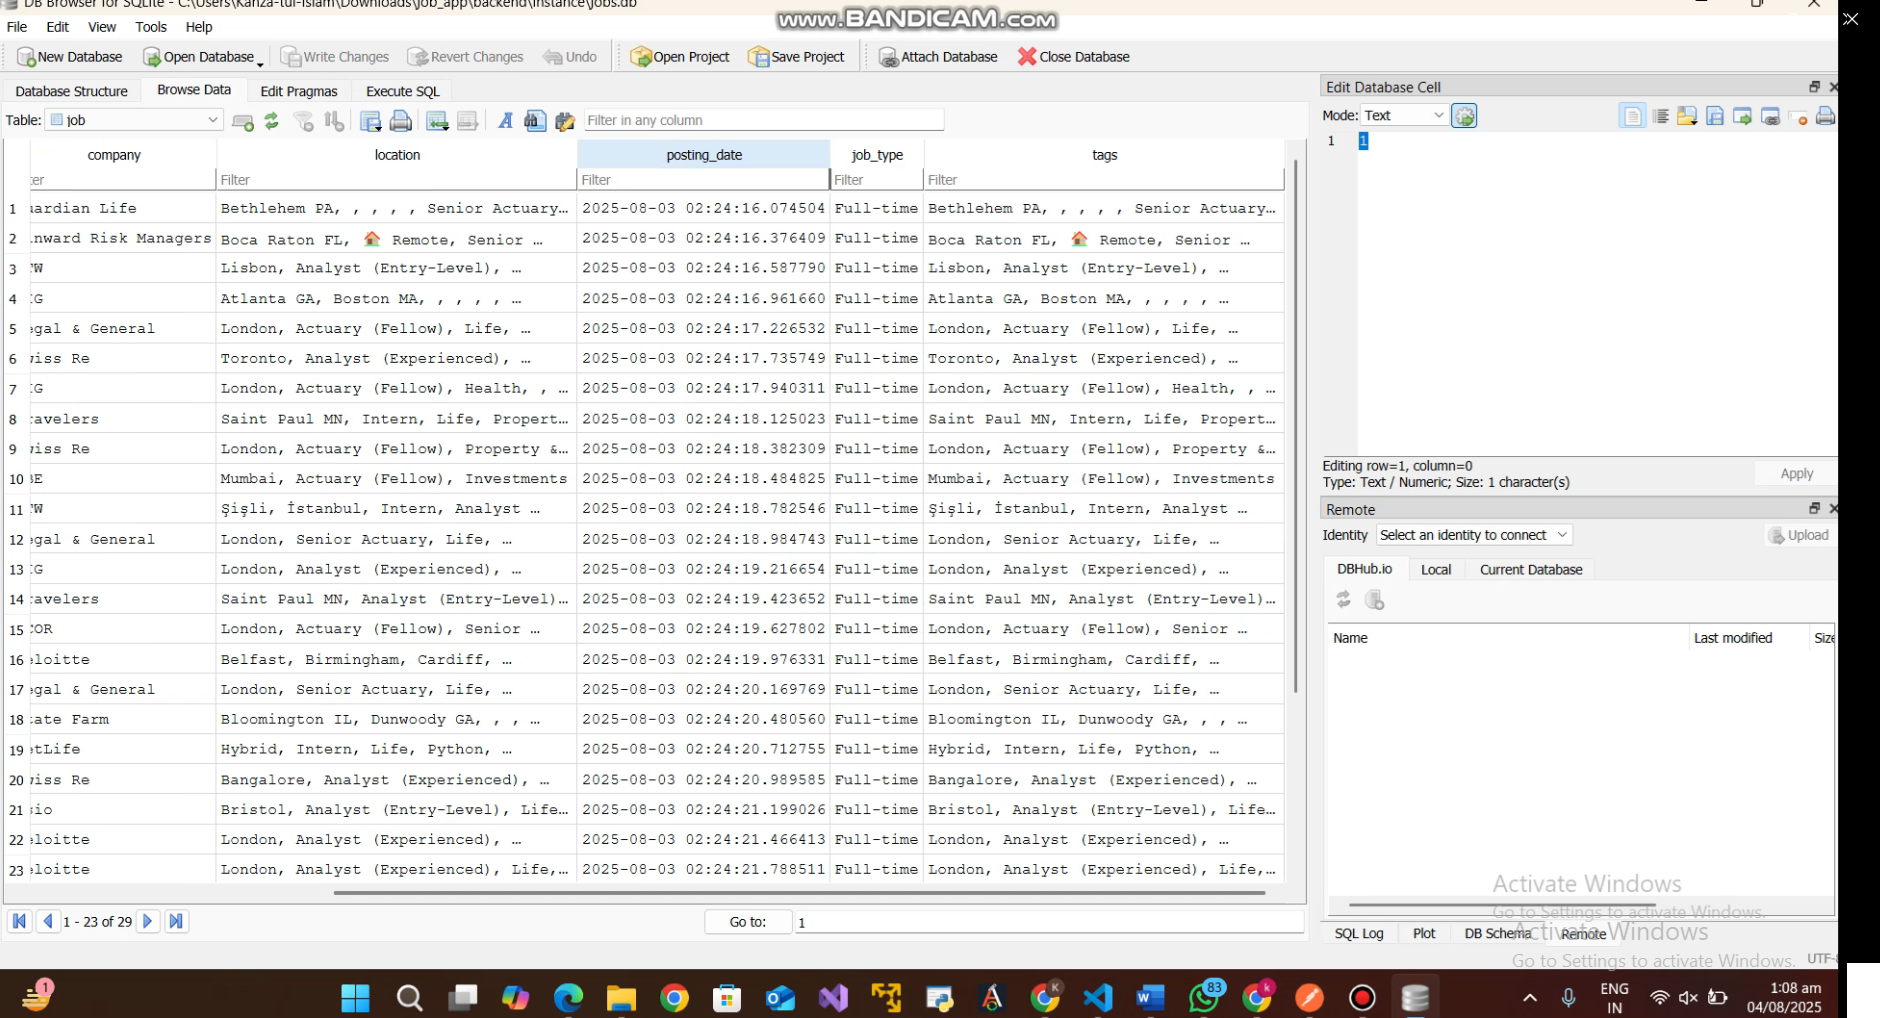 DB Browser for SQLite - C:\Users\Kanza-tul-Islam\Downloads\job_app\backend\instance\jobs.db
www.BANDICAM.com
File Edit View Tools Help
New Database Open Database Write Changes Revert Changes Undo Open Project Save Project Attach Database Close Database
Database Structure Browse Data Edit Pragmas Execute SQL
Table: job Filter in any column
company location posting_date job_type tags
Filter Filter Filter Filter
1 uardian Life Bethlehem PA, , , , , Senior Actuary… 2025-08-03 02:24:16.074504 Full-time Bethlehem PA, , , , , Senior Actuary…
2 nward Risk Managers Boca Raton FL, 🏠 Remote, Senior … 2025-08-03 02:24:16.376409 Full-time Boca Raton FL, 🏠 Remote, Senior …
3 TW Lisbon, Analyst (Entry-Level), … 2025-08-03 02:24:16.587790 Full-time Lisbon, Analyst (Entry-Level), …
4 G Atlanta GA, Boston MA, , , , , … 2025-08-03 02:24:16.961660 Full-time Atlanta GA, Boston MA, , , , , …
5 egal & General London, Actuary (Fellow), Life, … 2025-08-03 02:24:17.226532 Full-time London, Actuary (Fellow), Life, …
6 wiss Re Toronto, Analyst (Experienced), … 2025-08-03 02:24:17.735749 Full-time Toronto, Analyst (Experienced), …
7 G London, Actuary (Fellow), Health, , … 2025-08-03 02:24:17.940311 Full-time London, Actuary (Fellow), Health, , …
8 ravelers Saint Paul MN, Intern, Life, Propert… 2025-08-03 02:24:18.125023 Full-time Saint Paul MN, Intern, Life, Propert…
9 wiss Re London, Actuary (Fellow), Property &… 2025-08-03 02:24:18.382309 Full-time London, Actuary (Fellow), Property &…
10 BE Mumbai, Actuary (Fellow), Investments 2025-08-03 02:24:18.484825 Full-time Mumbai, Actuary (Fellow), Investments
11 TW Şişli, İstanbul, Intern, Analyst … 2025-08-03 02:24:18.782546 Full-time Şişli, İstanbul, Intern, Analyst …
12 egal & General London, Senior Actuary, Life, … 2025-08-03 02:24:18.984743 Full-time London, Senior Actuary, Life, …
13 G London, Analyst (Experienced), … 2025-08-03 02:24:19.216654 Full-time London, Analyst (Experienced), …
14 ravelers Saint Paul MN, Analyst (Entry-Level)… 2025-08-03 02:24:19.423652 Full-time Saint Paul MN, Analyst (Entry-Level)…
15 COR London, Actuary (Fellow), Senior … 2025-08-03 02:24:19.627802 Full-time London, Actuary (Fellow), Senior …
16 eloitte Belfast, Birmingham, Cardiff, … 2025-08-03 02:24:19.976331 Full-time Belfast, Birmingham, Cardiff, …
17 egal & General London, Senior Actuary, Life, … 2025-08-03 02:24:20.169769 Full-time London, Senior Actuary, Life, …
18 tate Farm Bloomington IL, Dunwoody GA, , , … 2025-08-03 02:24:20.480560 Full-time Bloomington IL, Dunwoody GA, , , …
19 etLife Hybrid, Intern, Life, Python, … 2025-08-03 02:24:20.712755 Full-time Hybrid, Intern, Life, Python, …
20 wiss Re Bangalore, Analyst (Experienced), … 2025-08-03 02:24:20.989585 Full-time Bangalore, Analyst (Experienced), …
21 sio Bristol, Analyst (Entry-Level), Life… 2025-08-03 02:24:21.199026 Full-time Bristol, Analyst (Entry-Level), Life…
22 eloitte London, Analyst (Experienced), … 2025-08-03 02:24:21.466413 Full-time London, Analyst (Experienced), …
23 eloitte London, Analyst (Experienced), Life,… 2025-08-03 02:24:21.788511 Full-time London, Analyst (Experienced), Life,…
1 - 23 of 29 Go to: 1
Edit Database Cell
Mode: Text
1 1
Editing row=1, column=0
Type: Text / Numeric; Size: 1 character(s)
Apply
Remote
Identity Select an identity to connect Upload
DBHub.io Local Current Database
Name Last modified Size
Activate Windows
Go to Settings to activate Windows.
SQL Log Plot DB Schema Remote
Activate Windows
Go to Settings to activate Windows.
UTF-8
1 83 ENG
IN
1:08 am
04/08/2025